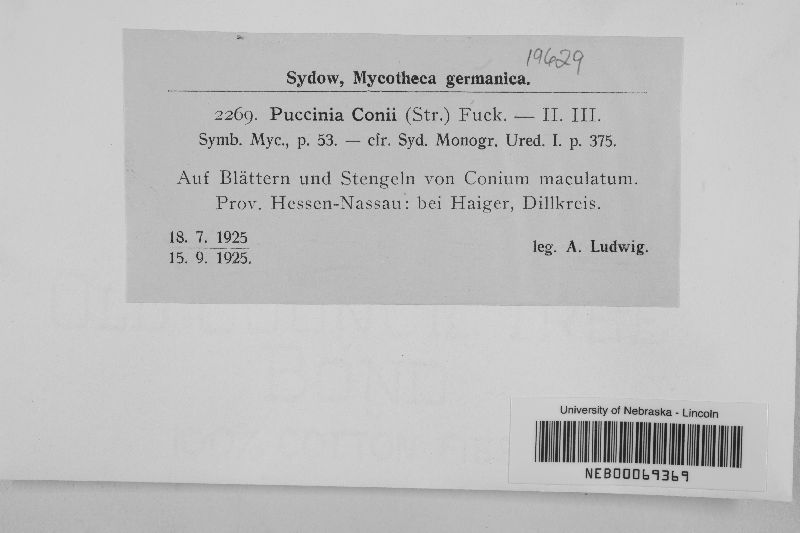 19629
Sydow, Mycotheca germanica.
2269. Puccinia Conii (Str.) Fuck. — II. III.
Symb. Myc., p. 53. — cfr. Syd. Monogr. Ured. I. p. 375.
Auf Blättern und Stengeln von Conium maculatum.
Prov. Hessen-Nassau: bei Haiger, Dillkreis.
18. 7. 1925
15. 9. 1925.
leg. A. Ludwig.
University of Nebraska - Lincoln
NEB00069369